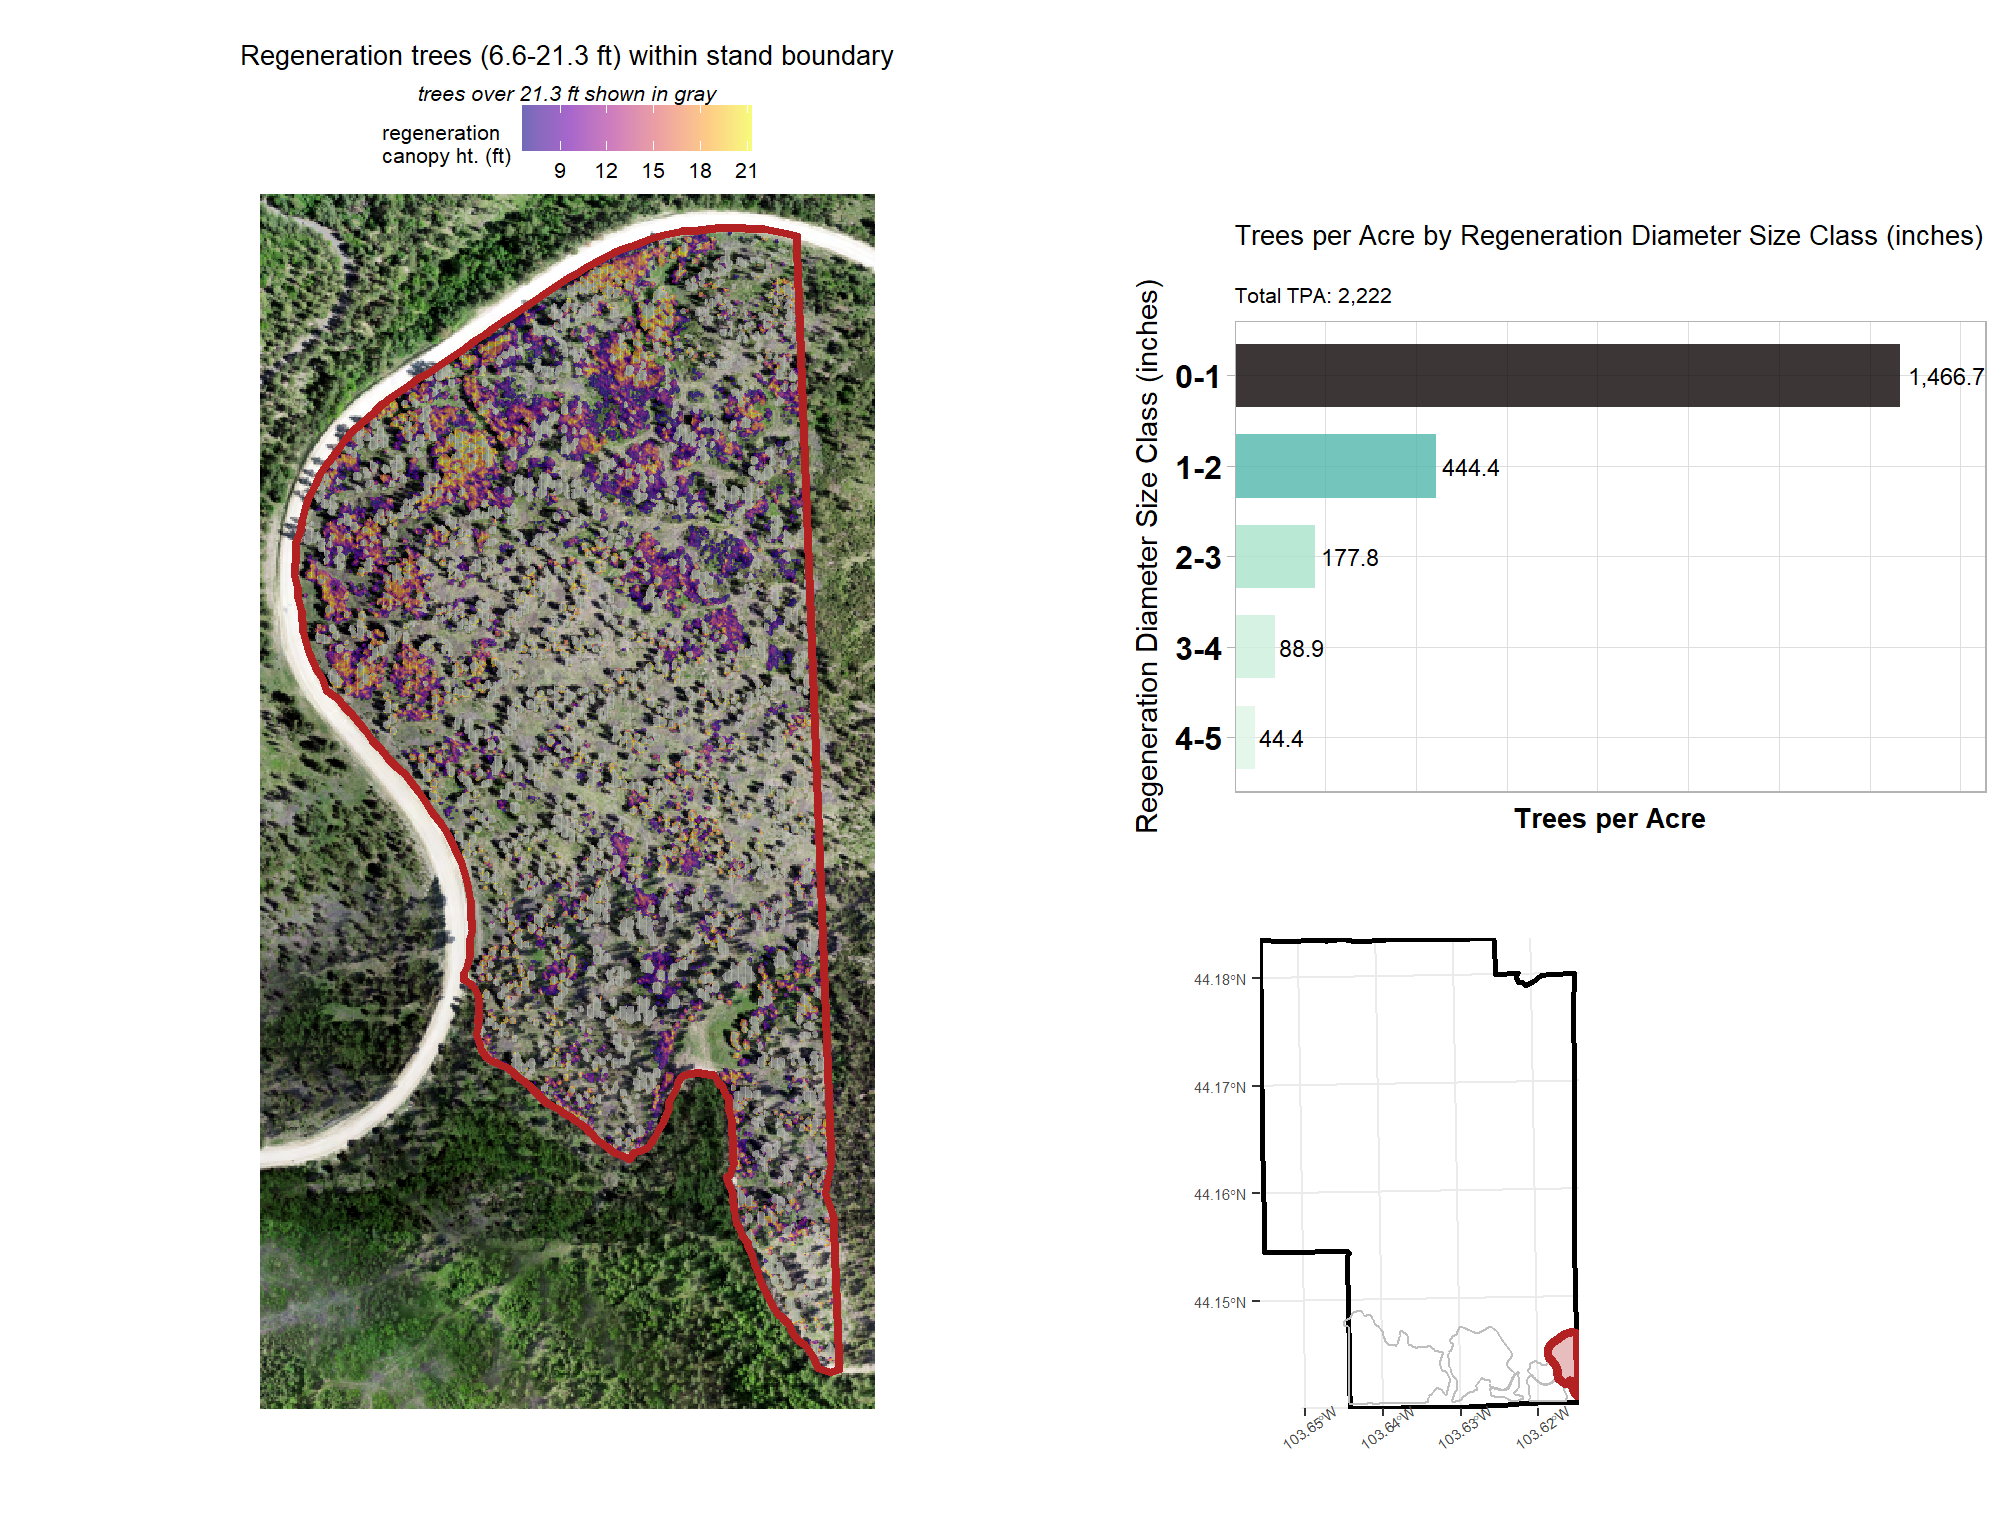 Regeneration trees (6.6-21.3 ft) within stand boundary
trees over 21.3 ft shown in gray
regeneration
canopy ht. (ft)
9 12 15 18 21
Trees per Acre by Regeneration Diameter Size Class (inches)
Total TPA: 2,222
Regeneration Diameter Size Class (inches)
0-1 1,466.7
1-2 444.4
2-3 177.8
3-4 88.9
4-5 44.4
Trees per Acre
44.18°N
44.17°N
44.16°N
44.15°N
103.65°W 103.64°W 103.63°W 103.62°W